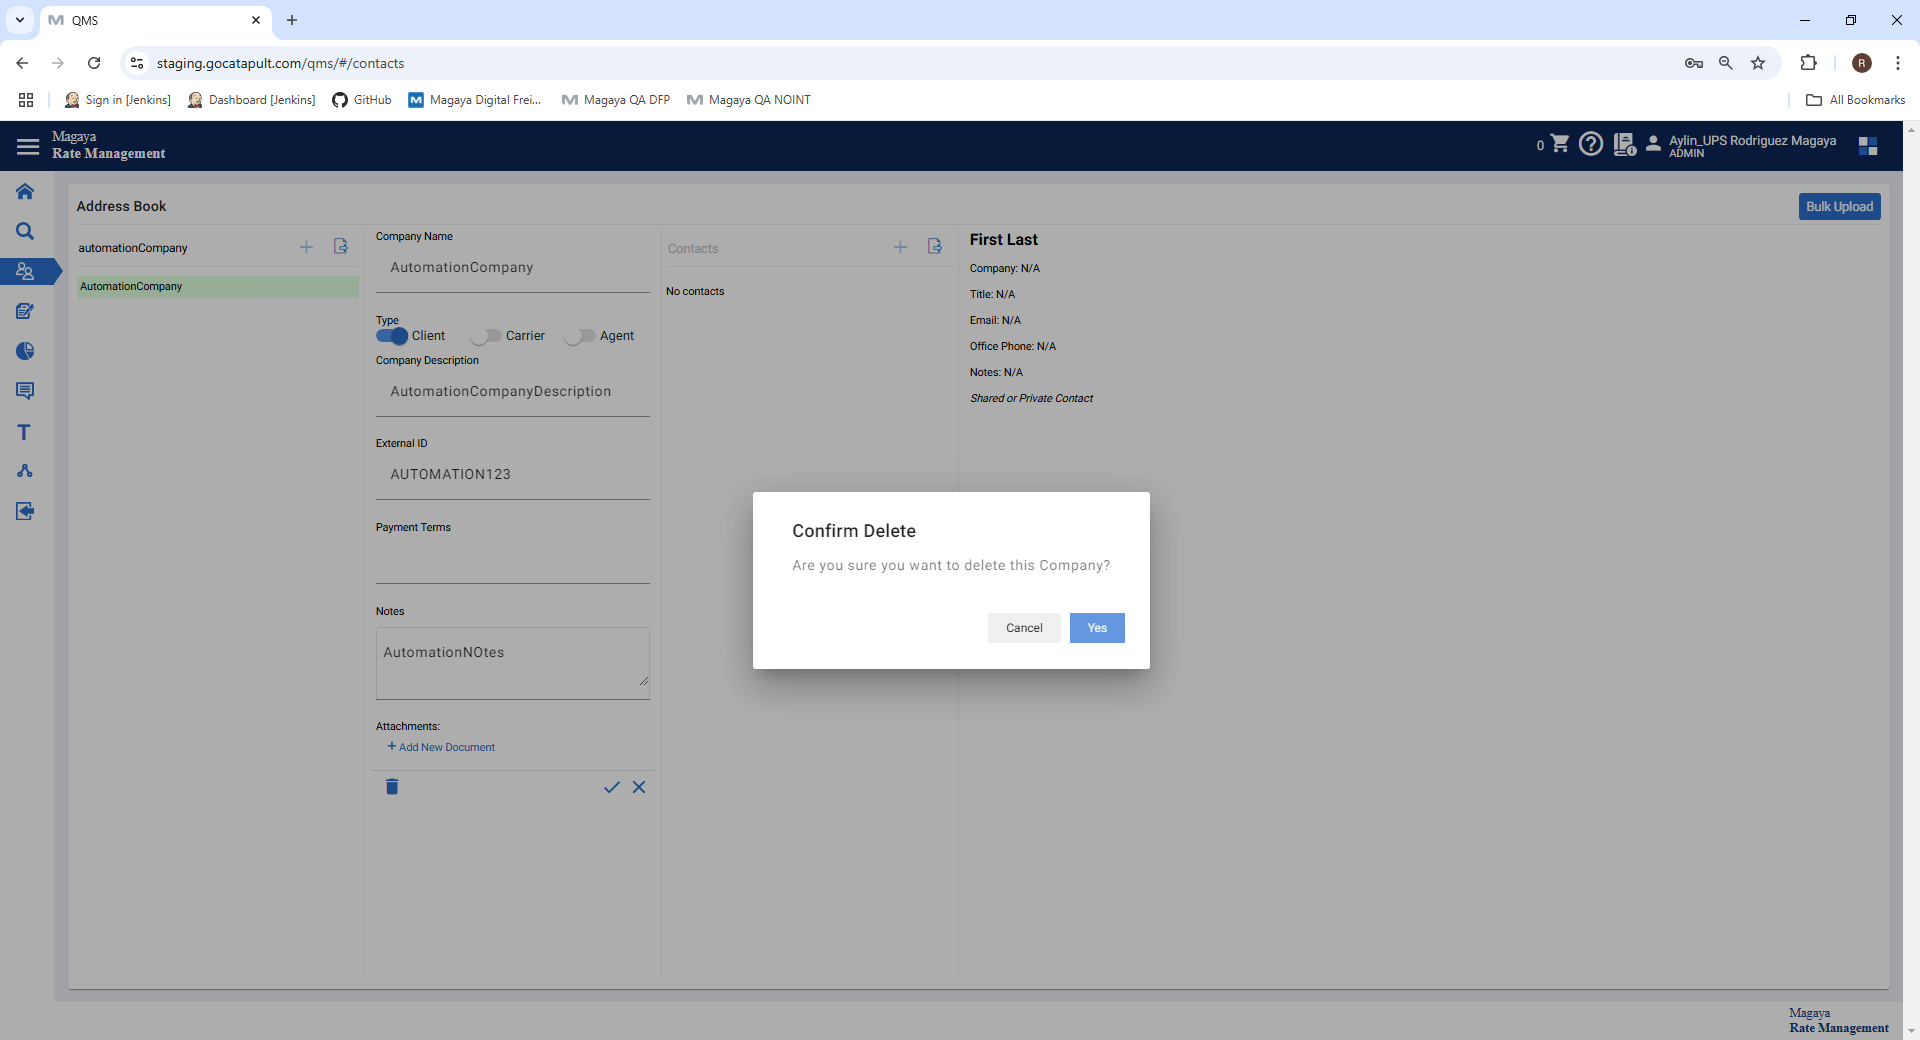 QMS
staging.gocatapult.com/qms/#/contacts
R
Sign in [Jenkins]
Dashboard [Jenkins]
GitHub
Magaya Digital Frei...
Magaya QA DFP
Magaya QA NOINT
All Bookmarks
Magaya
Rate Management
0
Aylin_UPS Rodriguez Magaya
ADMIN
Address Book
Bulk Upload
automationCompany
AutomationCompany
Company Name
AutomationCompany
Type
Client
Carrier
Agent
Company Description
AutomationCompanyDescription
External ID
AUTOMATION123
Payment Terms
Notes
AutomationNOtes
Attachments:
+ Add New Document
Contacts
No contacts
First Last
Company: N/A
Title: N/A
Email: N/A
Office Phone: N/A
Notes: N/A
Shared or Private Contact
Confirm Delete
Are you sure you want to delete this Company?
Cancel
Yes
Magaya
Rate Management